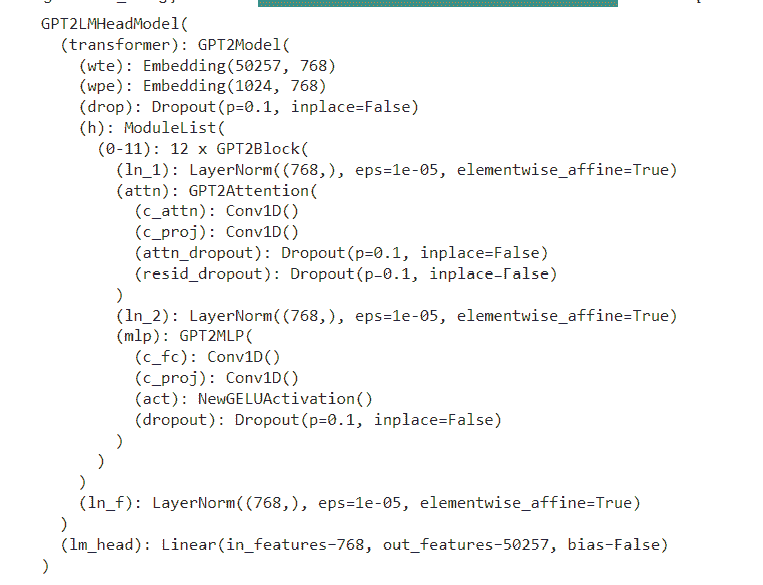 GPT2LMHeadModel(
(transformer): GPT2Model(
(wte): Embedding(50257, 768)
(wpe): Embedding(1024, 768)
(drop): Dropout(p=0.1, inplace=False)
(h): ModuleList(
(0-11): 12 x GPT2Block(
(ln_1): LayerNorm((768,), eps=1e-05, elementwise_affine=True)
(attn): GPT2Attention(
(c_attn): Conv1D()
(c_proj): Conv1D()
(attn_dropout): Dropout(p=0.1, inplace=False)
(resid_dropout): Dropout(p=0.1, inplace=False)
)
(ln_2): LayerNorm((768,), eps=1e-05, elementwise_affine=True)
(mlp): GPT2MLP(
(c_fc): Conv1D()
(c_proj): Conv1D()
(act): NewGELUActivation()
(dropout): Dropout(p=0.1, inplace=False)
)
)
)
(ln_f): LayerNorm((768,), eps=1e-05, elementwise_affine=True)
)
(lm_head): Linear(in_features=768, out_features=50257, bias=False)
)